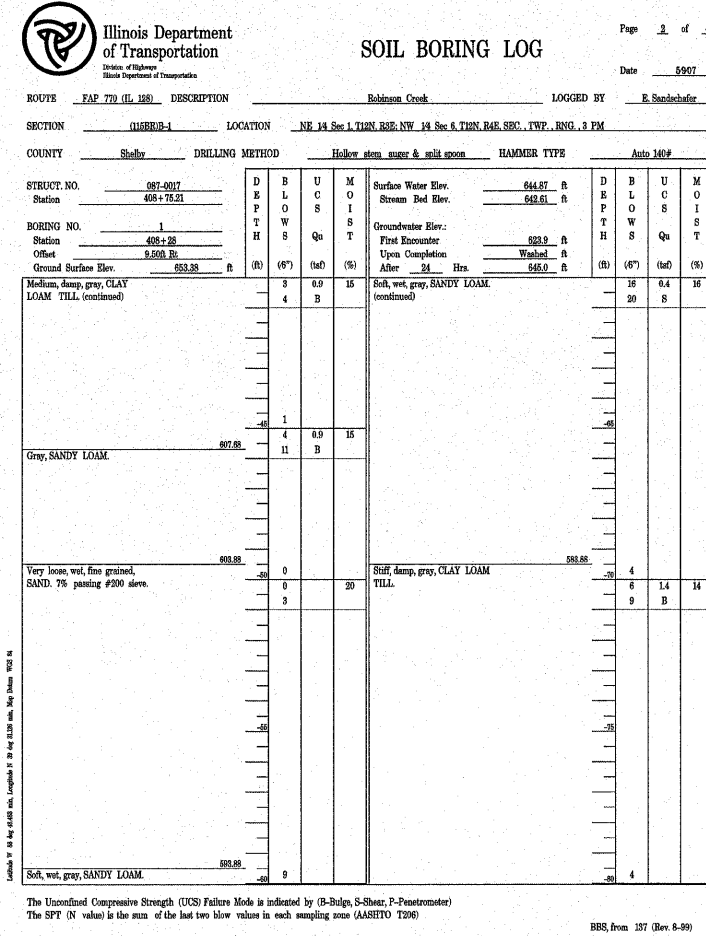 Illinois Department
of Transportation
Division of Highways
Illinois Department of Transportation
SOIL BORING LOG
Page 2 of
Date 5907
ROUTE FAP 770 (IL 128) DESCRIPTION Robinson Creek LOGGED BY E. Sandschafer
SECTION (115BR)B-1 LOCATION NE 14 Sec 1, T12N, R3E; NW 14 Sec 6, T12N, R4E, SEC. , TWP. , RNG. , 3 PM
COUNTY Shelby DRILLING METHOD Hollow stem auger & split spoon HAMMER TYPE Auto 140#
STRUCT. NO. 087-0017
Station 408+75.21
BORING NO. 1
Station 408+28
Offset 9.50ft Rt
Ground Surface Elev. 653.38 ft
DEPTH (ft)
BLOWS (/6")
UCS Qu (tsf)
MOIST (%)
Surface Water Elev. 644.87 ft
Stream Bed Elev. 642.61 ft
Groundwater Elev.:
First Encounter 623.9 ft
Upon Completion Washed ft
After 24 Hrs. 645.0 ft
DEPTH (ft)
BLOWS (/6")
UCS Qu (tsf)
MOIST (%)
Medium, damp, gray, CLAY 3 0.9 15
LOAM TILL. (continued) 4 B
-45 1
4 0.9 15
607.68 11 B
Gray, SANDY LOAM.
603.88
Very loose, wet, fine grained, -50 0
SAND. 7% passing #200 sieve. 0 20
3
-55
593.88
Soft, wet, gray, SANDY LOAM. -60 9
Soft, wet, gray, SANDY LOAM. 16 0.4 16
(continued) 20 S
-65
583.88
Stiff, damp, gray, CLAY LOAM -70 4
TILL. 6 1.4 14
9 B
-75
-80 4
The Unconfined Compressive Strength (UCS) Failure Mode is indicated by (B-Bulge, S-Shear, P-Penetrometer)
The SPT (N value) is the sum of the last two blow values in each sampling zone (AASHTO T206)
BBS, from 137 (Rev. 8-99)